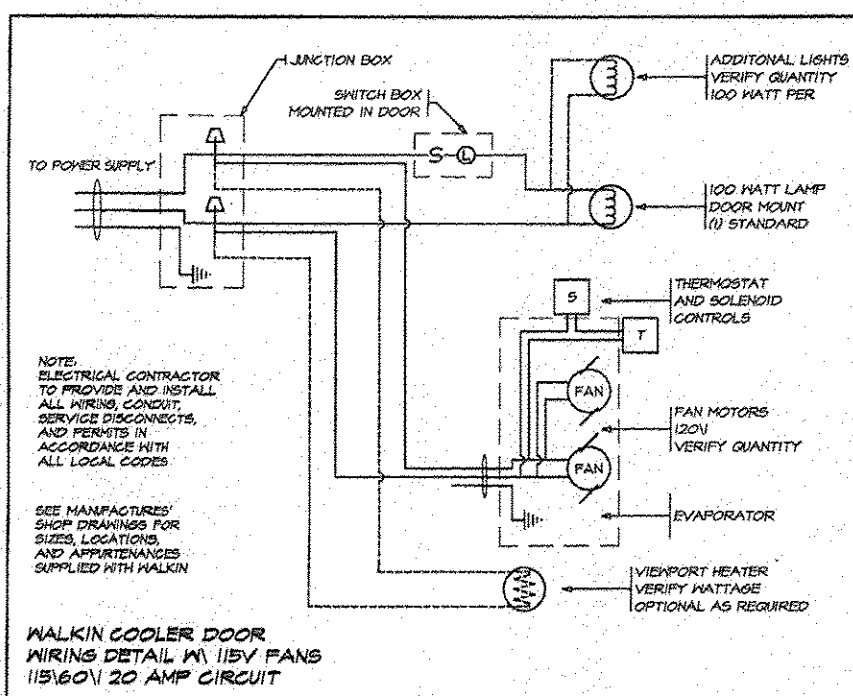 JUNCTION BOX
ADDITONAL LIGHTS
VERIFY QUANTITY
100 WATT PER
SWITCH BOX
MOUNTED IN DOOR
TO POWER SUPPLY
S L
100 WATT LAMP
DOOR MOUNT
(1) STANDARD
S
T
THERMOSTAT
AND SOLENOID
CONTROLS
NOTE:
ELECTRICAL CONTRACTOR
TO PROVIDE AND INSTALL
ALL WIRING, CONDUIT,
SERVICE DISCONNECTS,
AND PERMITS IN
ACCORDANCE WITH
ALL LOCAL CODES
FAN
FAN
FAN MOTORS
120\1
VERIFY QUANTITY
SEE MANUFACTURES'
SHOP DRAWINGS FOR
SIZES, LOCATIONS,
AND APPURTENANCES
SUPPLIED WITH WALKIN
EVAPORATOR
VIEWPORT HEATER
VERIFY WATTAGE
OPTIONAL AS REQUIRED
WALKIN COOLER DOOR
WIRING DETAIL W\ 115V FANS
115\60\1 20 AMP CIRCUIT